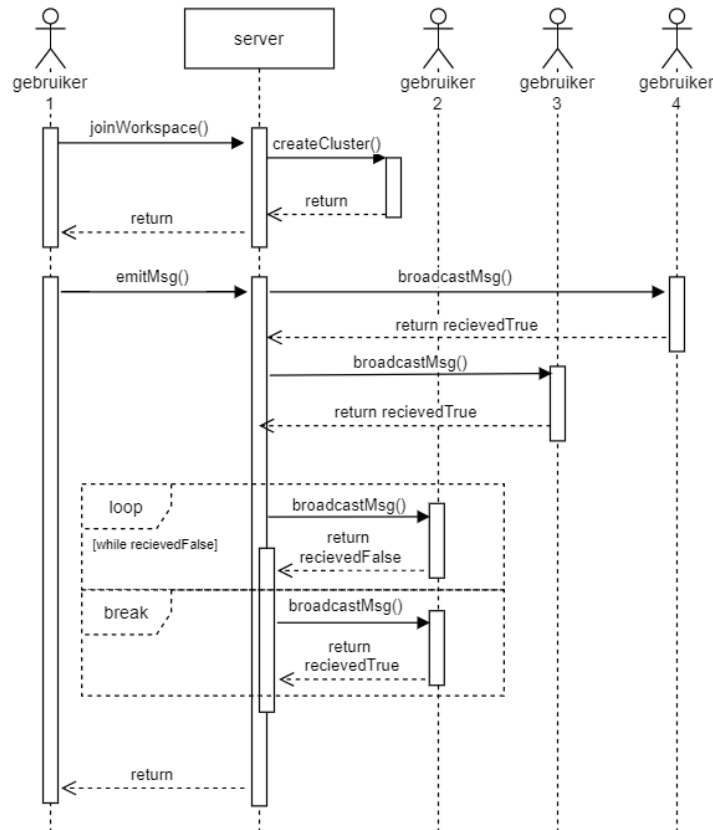 server
gebruiker
1
gebruiker
2
gebruiker
3
gebruiker
4
joinWorkspace()
createCluster()
return
return
emitMsg()
broadcastMsg()
return recievedTrue
broadcastMsg()
return recievedTrue
loop
broadcastMsg()
[while recievedFalse]
return
recievedFalse
break
broadcastMsg()
return
recievedTrue
return